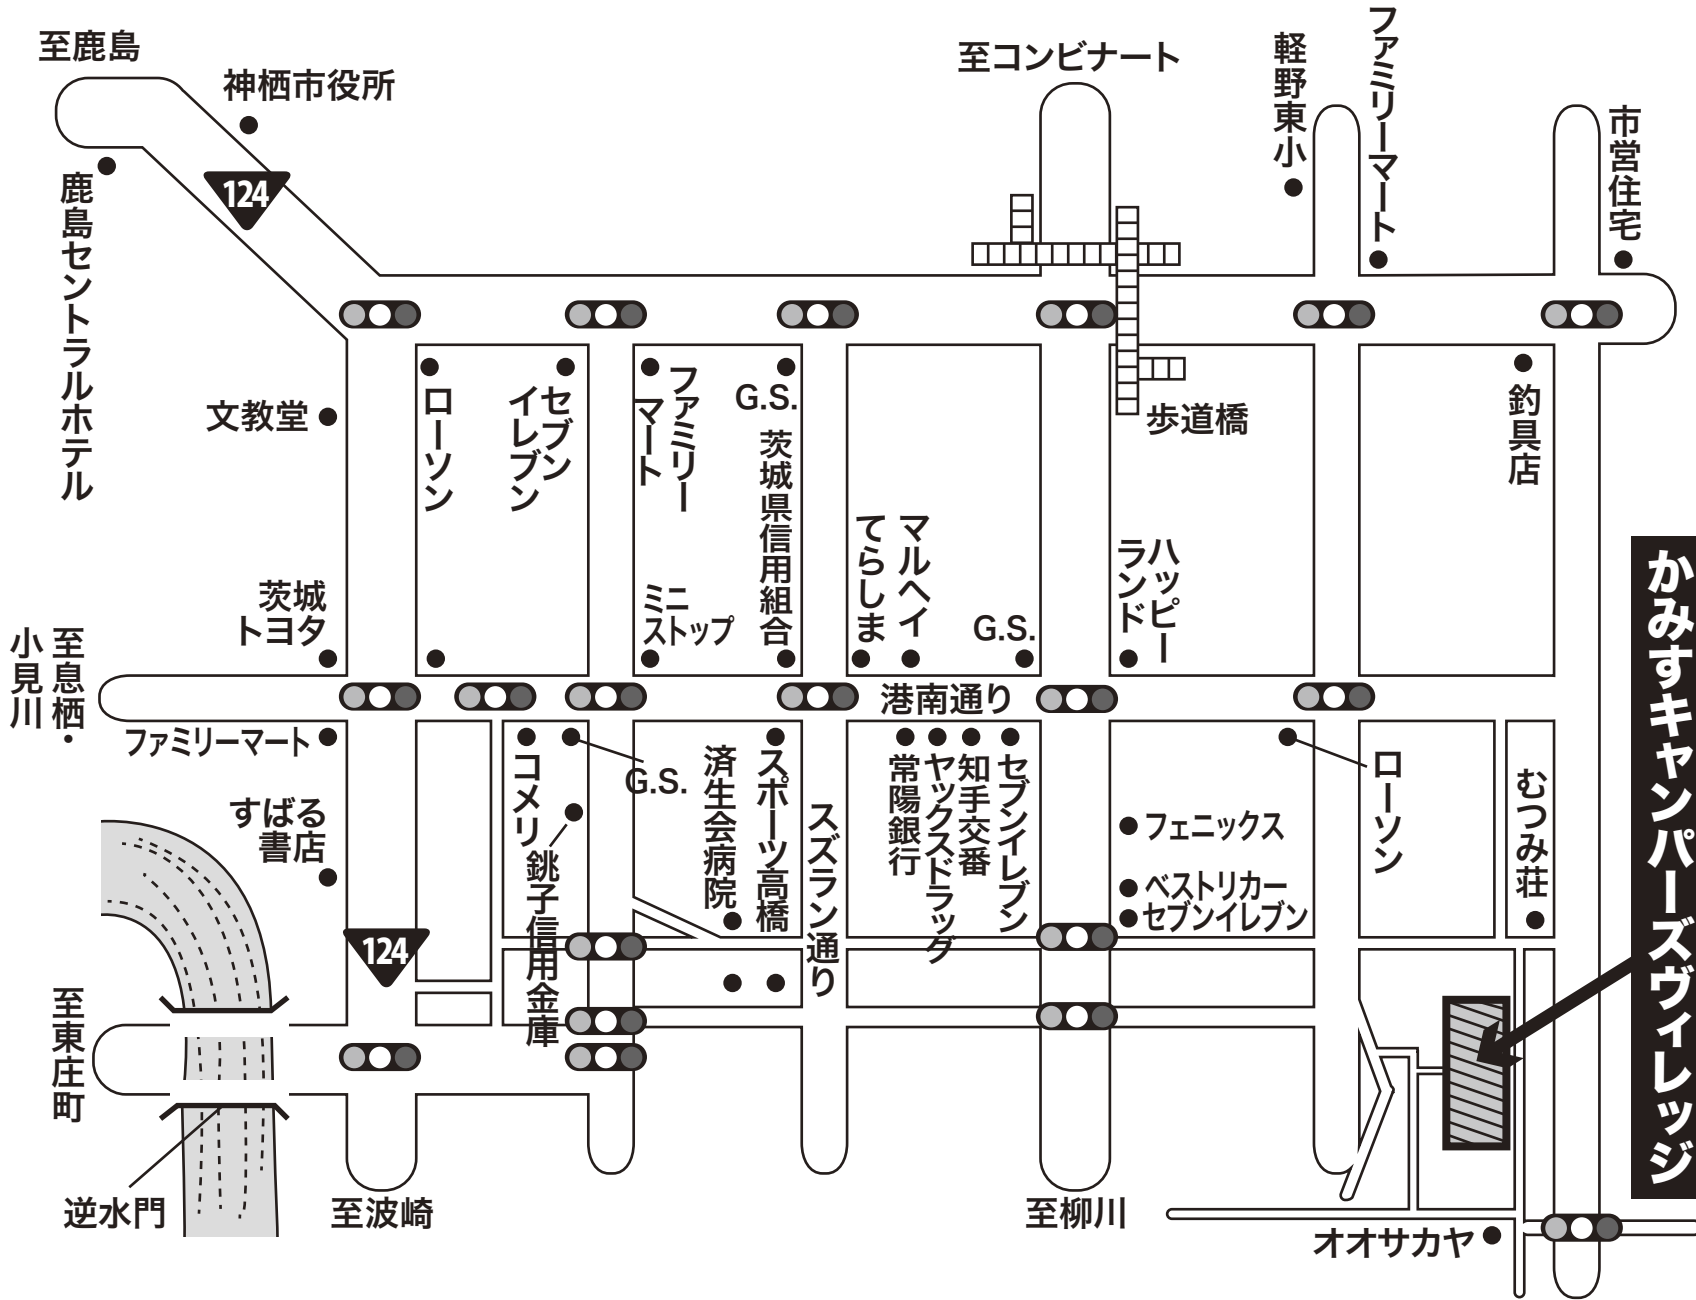 至鹿島
神栖市役所
124
鹿島セントラルホテル
至コンビナート
軽野東小
ファミリーマート
市営住宅
文教堂
ローソン
セブン
イレブン
ファミリー
マート
G.S.
茨城県信用組合
歩道橋
釣具店
茨城
トヨタ
ミニ
ストップ
てらしま
マルヘイ
G.S.
ハッピー
ランド
至息栖・
小見川
港南通り
ファミリーマート
すばる
書店
コメリ
G.S.
銚子信用金庫
済生会病院
スポーツ高橋
スズラン通り
常陽銀行
ヤックスドラッグ
知手交番
セブンイレブン
フェニックス
ベストリカー
セブンイレブン
ローソン
むつみ荘
かみすキャンパーズヴィレッジ
124
至東庄町
逆水門
至波崎
至柳川
オオサカヤ